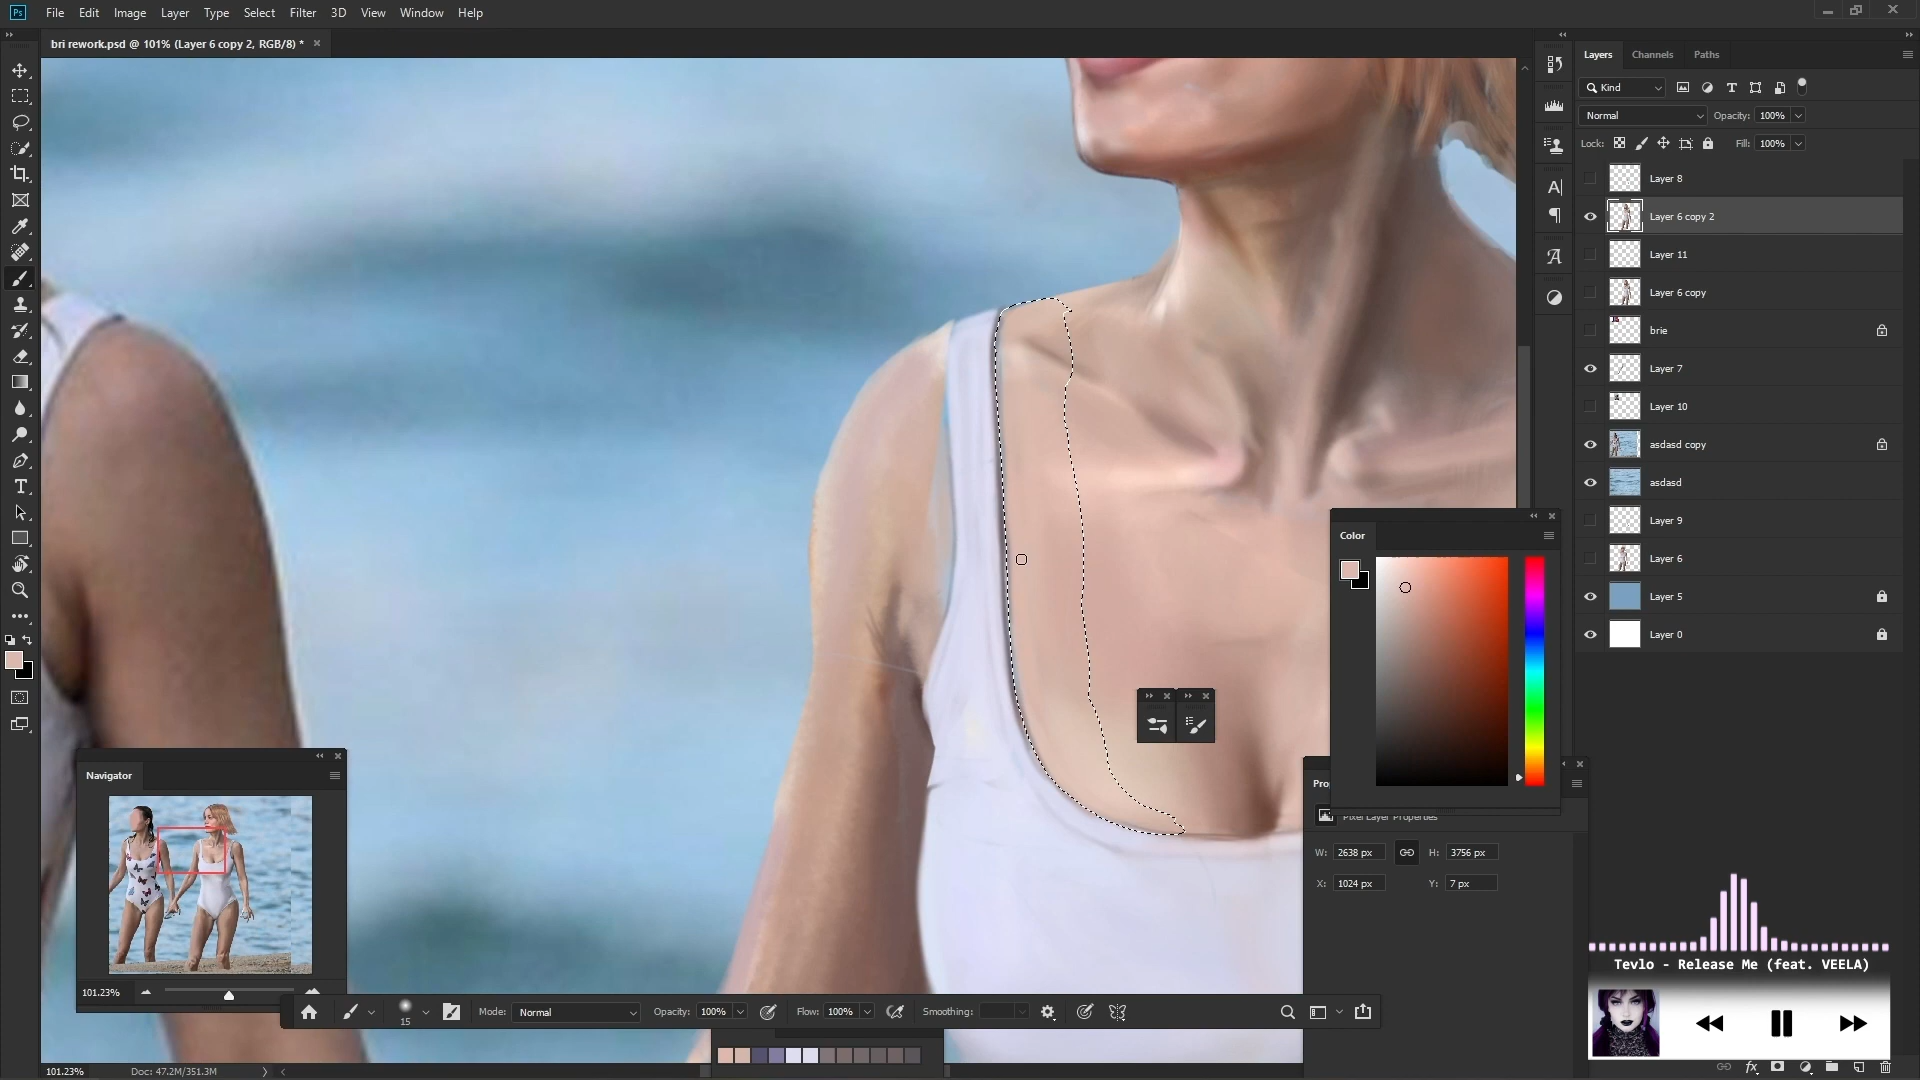 Ps File Edit Image Layer Type Select Filter 3D View Window Help
bri rework.psd @ 101% (Layer 6 copy 2, RGB/8) *
Layers Channels Paths
Kind
Normal Opacity: 100%
Lock: Fill: 100%
Layer 8
Layer 6 copy 2
Layer 11
Layer 6 copy
brie
Layer 7
Layer 10
asdasd copy
asdasd
Layer 9
Layer 6
Layer 5
Layer 0
Color
Navigator
101.23%
Pixel Layer Properties
W: 2638 px H: 3756 px
X: 1024 px Y: 7 px
15 Mode: Normal Opacity: 100% Flow: 100% Smoothing:
101.23% Doc: 47.2M/351.3M
Tevlo - Release Me (feat. VEELA)
fx